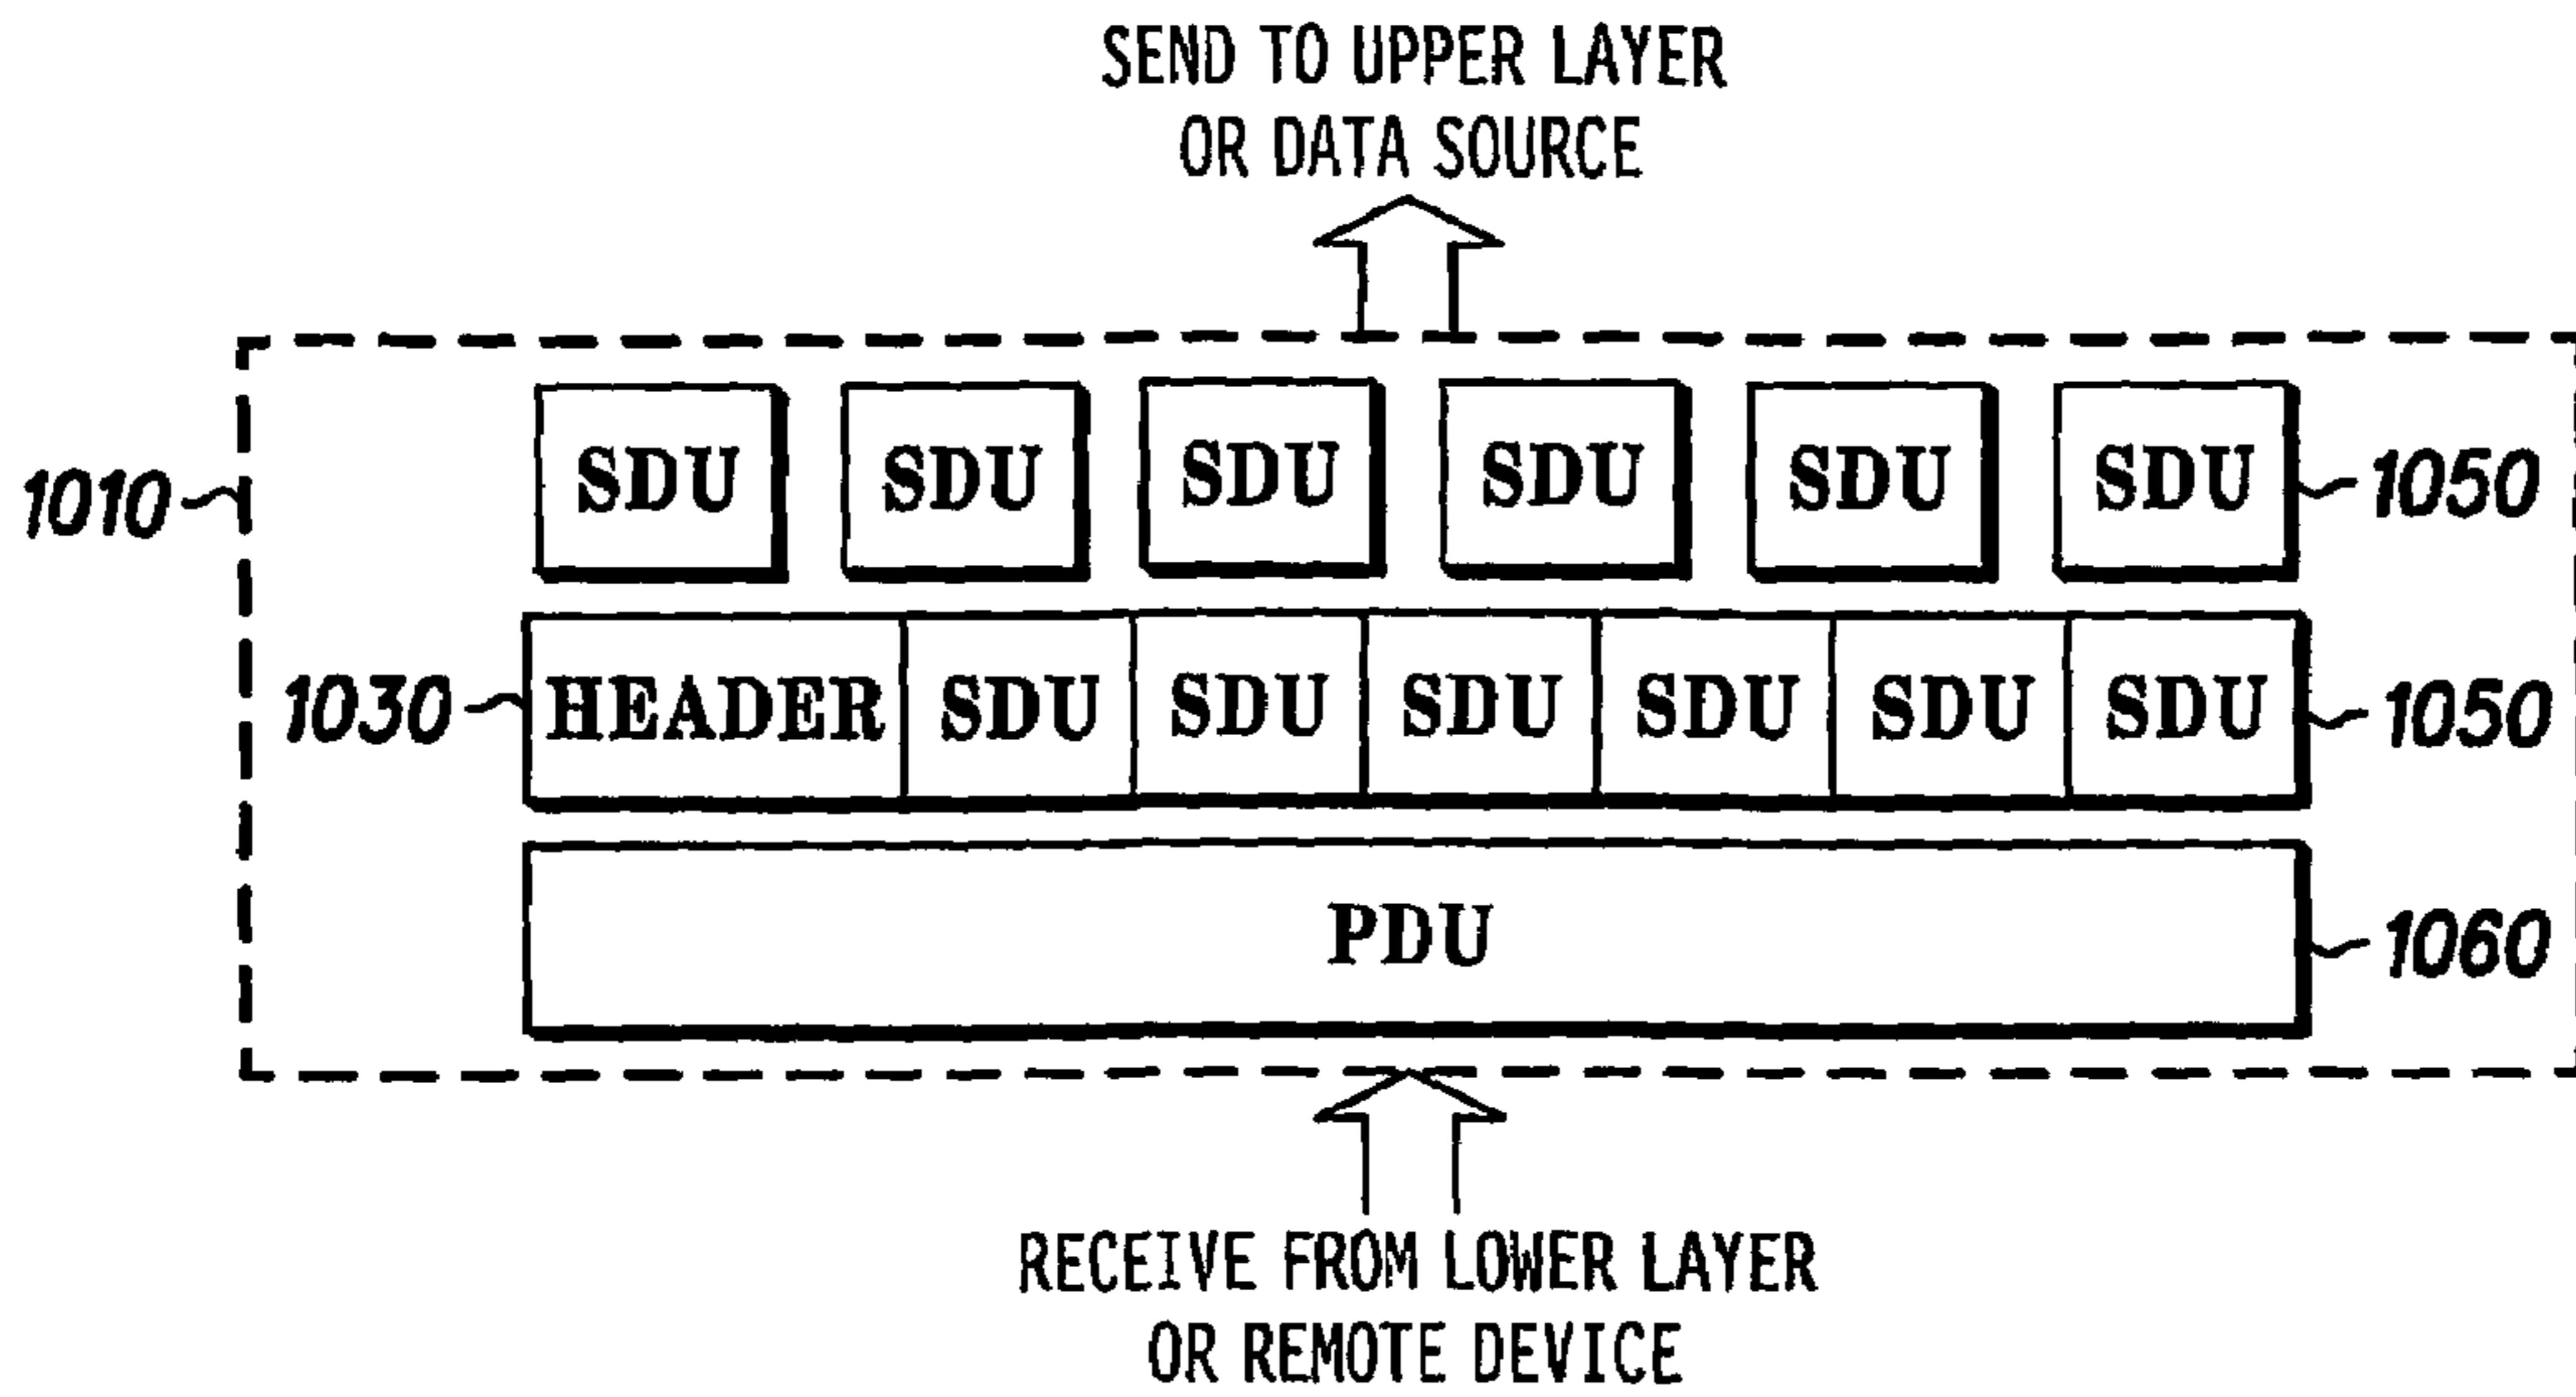 SEND TO UPPER LAYER
OR DATA SOURCE
1010
SDU SDU SDU SDU SDU SDU 1050
1030 HEADER SDU SDU SDU SDU SDU SDU 1050
PDU 1060
RECEIVE FROM LOWER LAYER
OR REMOTE DEVICE